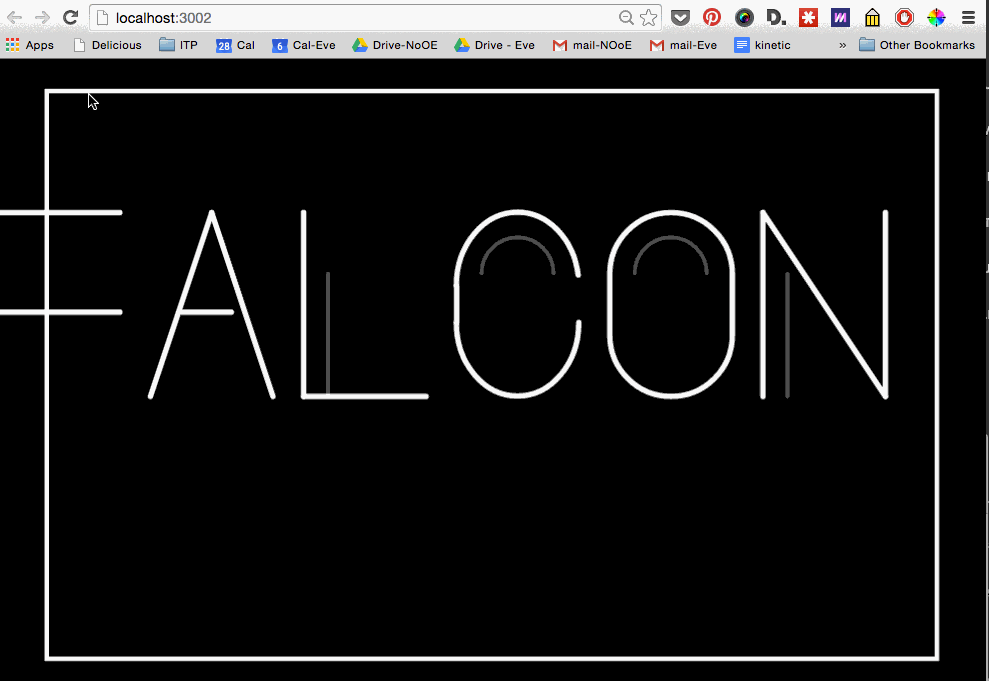 localhost:3002
Apps Delicious ITP 28 Cal 6 Cal-Eve Drive-NoOE Drive - Eve mail-NOoE mail-Eve kinetic » Other Bookmarks
FALCON